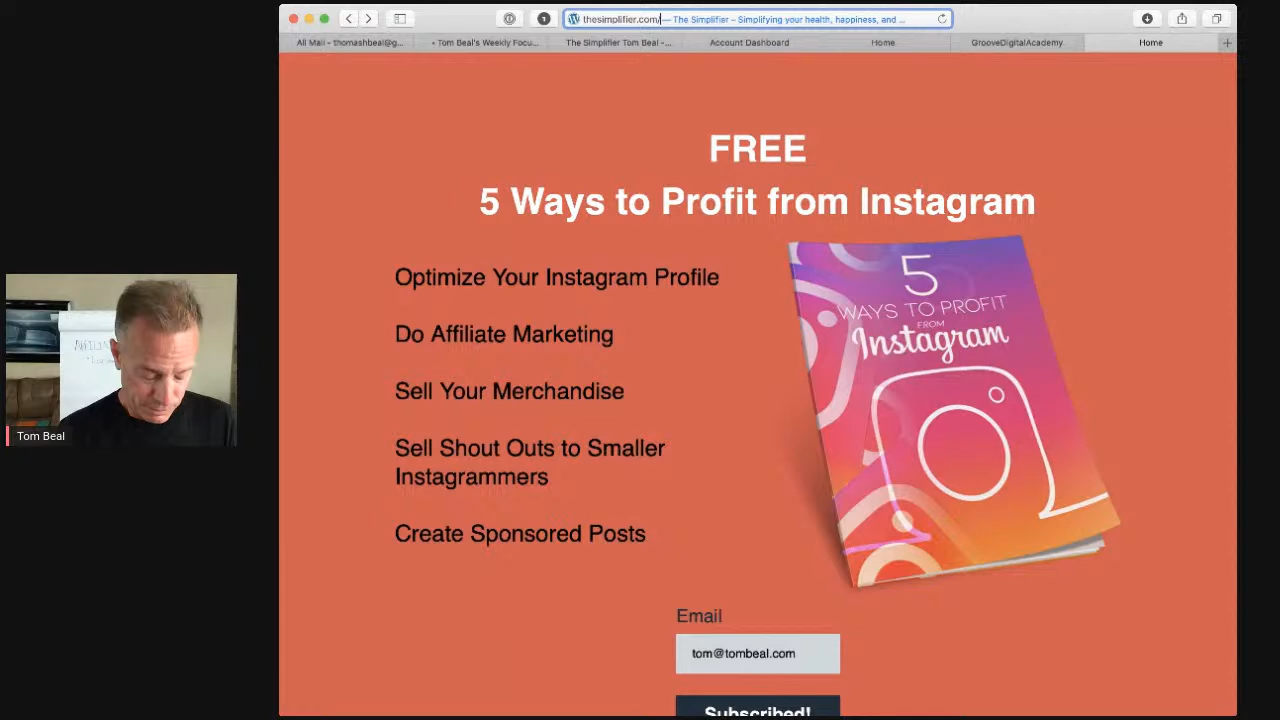 thesimplifier.com/ — The Simplifier – Simplifying your health, happiness, and ...
All Mail - thomashbeal@g...
Tom Beal's Weekly Focu...
The Simplifier Tom Beal -...
Account Dashboard
Home
GrooveDigitalAcademy
Home
FREE
5 Ways to Profit from Instagram
Optimize Your Instagram Profile
Do Affiliate Marketing
Sell Your Merchandise
Sell Shout Outs to Smaller
Instagrammers
Create Sponsored Posts
5
WAYS TO PROFIT
FROM
Instagram
Email
tom@tombeal.com
Subscribed!
Tom Beal